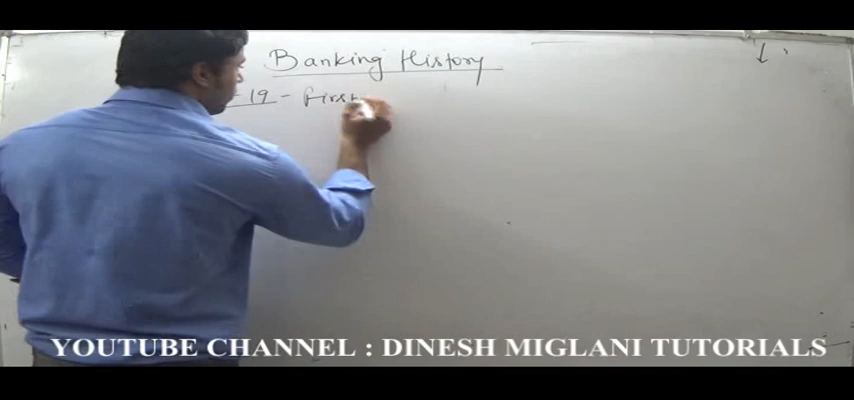 Banking History
19 - First
YOUTUBE CHANNEL : DINESH MIGLANI TUTORIALS